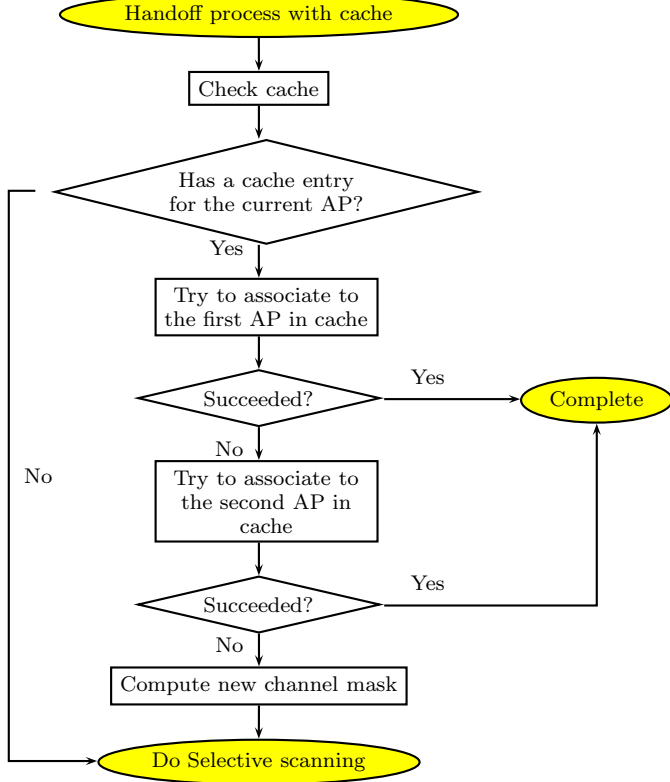 Handoff process with cache
Check cache
Has a cache entry
for the current AP?
Yes
Try to associate to
the first AP in cache
Succeeded?
Yes
Complete
No
Try to associate to
the second AP in
cache
No
Succeeded?
Yes
No
Compute new channel mask
Do Selective scanning